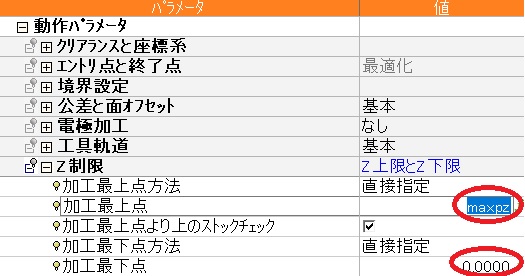 パラメータ 値
動作パラメータ
クリアランスと座標系
エントリ点と終了点 最適化
境界設定
公差と面オフセット 基本
電極加工 なし
工具軌道 基本
Z制限 Z上限とZ下限
加工最上点方法 直接指定
加工最上点 maxpz
加工最上点より上のストックチェック
加工最下点方法 直接指定
加工最下点 0.0000